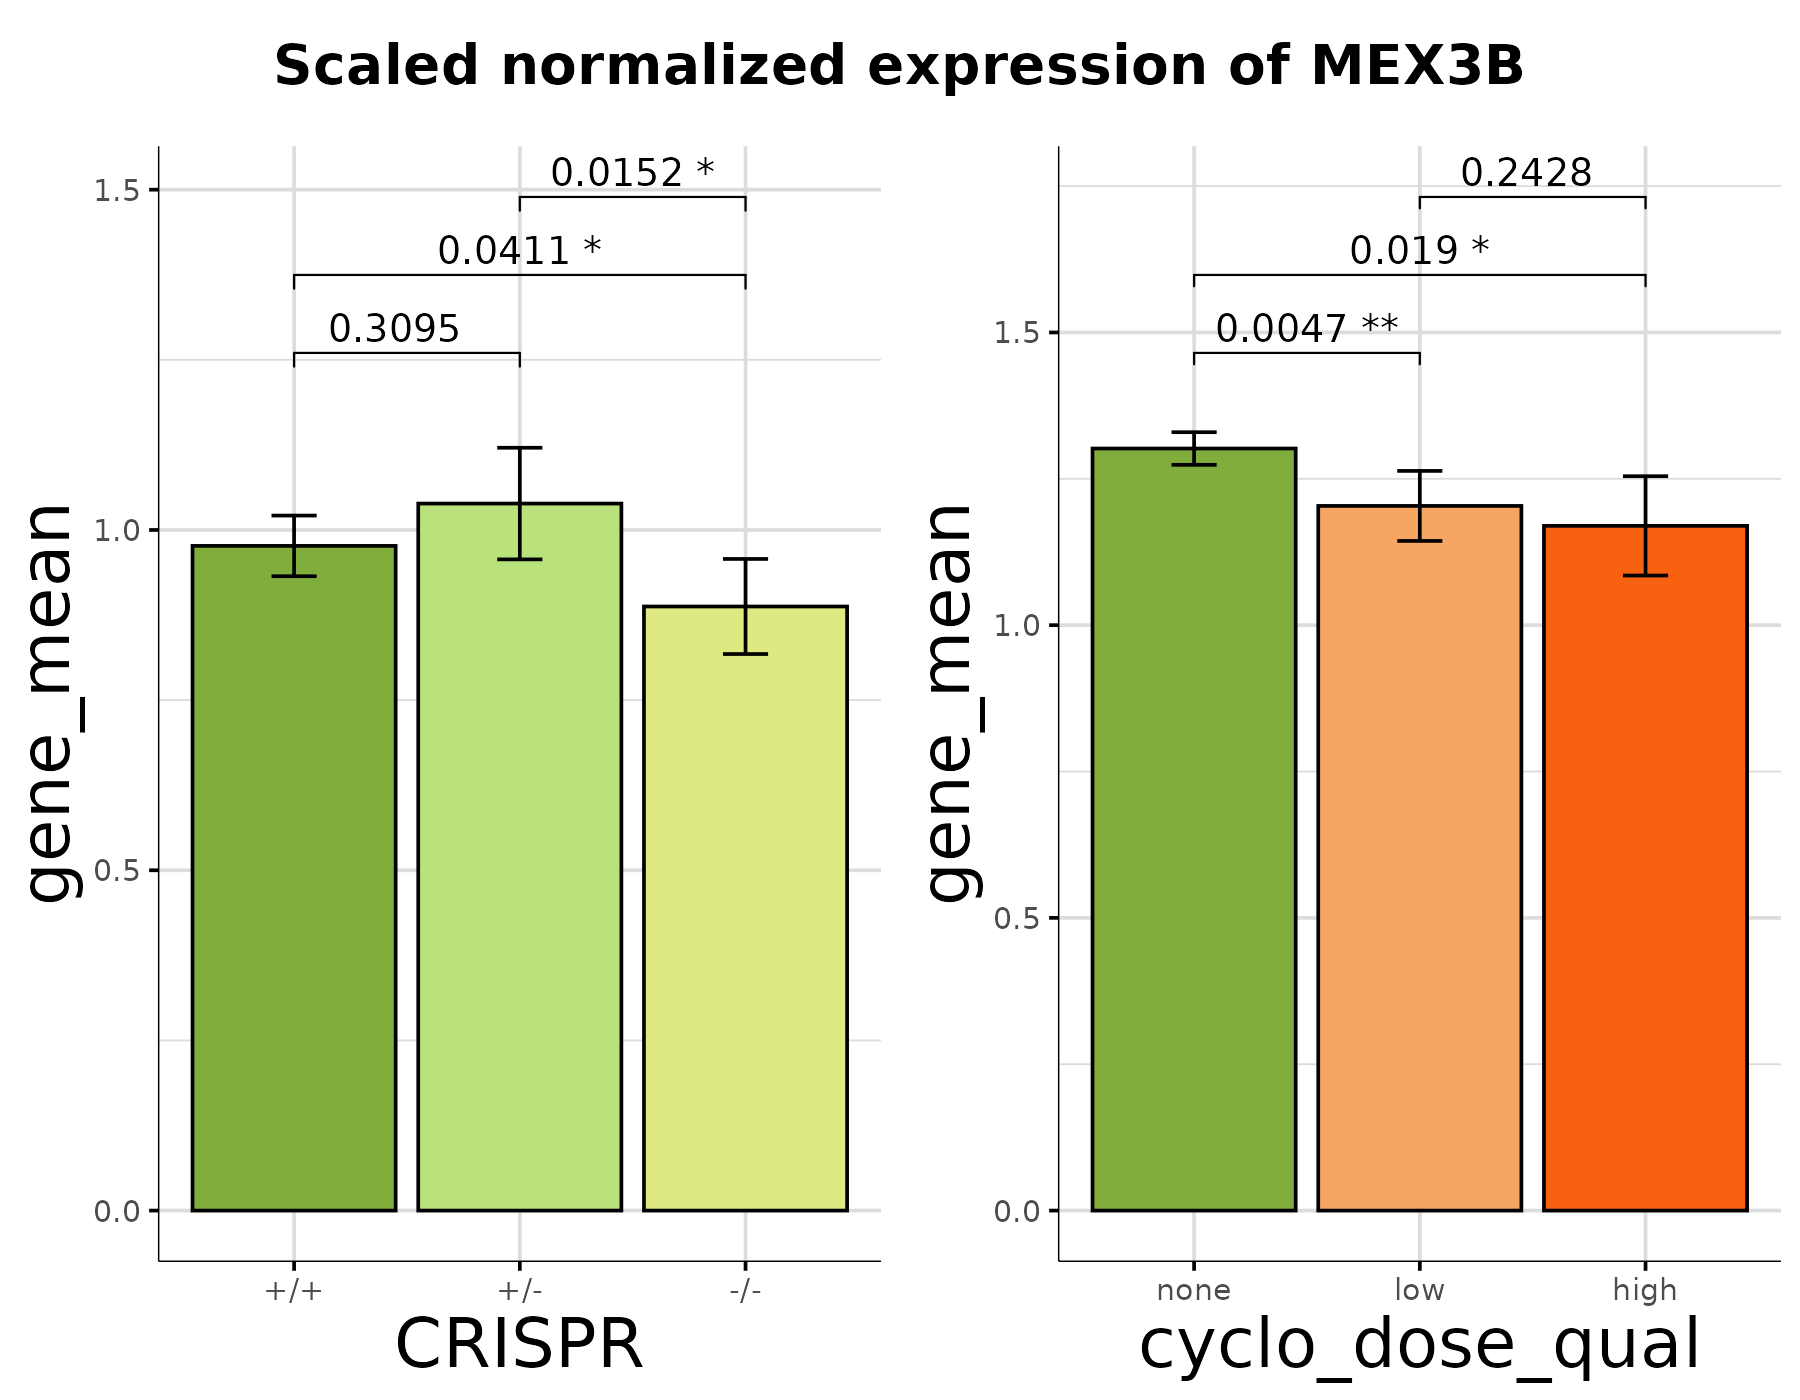 Scaled normalized expression of MEX3B
gene_mean
1.5
1.0
0.5
0.0
0.0152 *
0.0411 *
0.3095
+/+ +/- -/-
CRISPR
gene_mean
1.5
1.0
0.5
0.0
0.2428
0.019 *
0.0047 **
none low high
cyclo_dose_qual